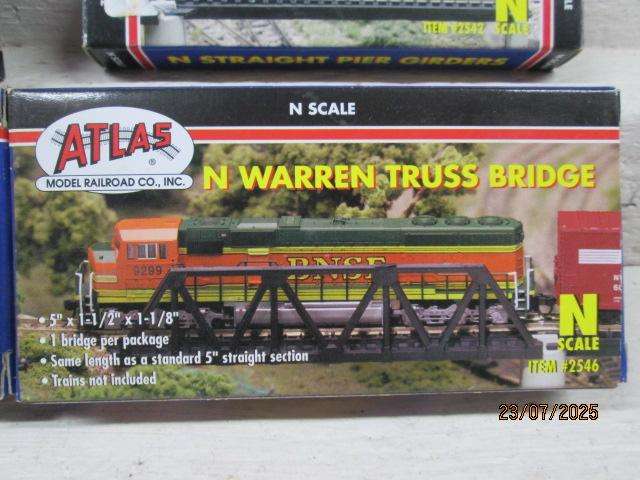 N
ITEM #2542 SCALE
N STRAIGHT PIER GIRDERS
N SCALE
ATLAS
®
MODEL RAILROAD CO., INC.
N WARREN TRUSS BRIDGE
9299
BNSF
• 5" x 1-1/2" x 1-1/8"
• 1 bridge per package
• Same length as a standard 5" straight section
• Trains not included
N
SCALE
ITEM #2546
23/07/2025